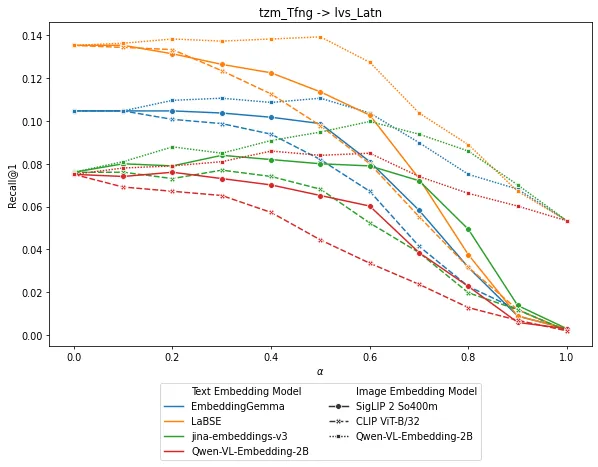 tzm_Tfng -> lvs_Latn
0.14
0.12
0.10
0.08
0.06
0.04
0.02
0.00
Recall@1
0.0 0.2 0.4 0.6 0.8 1.0
α
Text Embedding Model
EmbeddingGemma
LaBSE
jina-embeddings-v3
Qwen-VL-Embedding-2B
Image Embedding Model
SigLIP 2 So400m
CLIP ViT-B/32
Qwen-VL-Embedding-2B